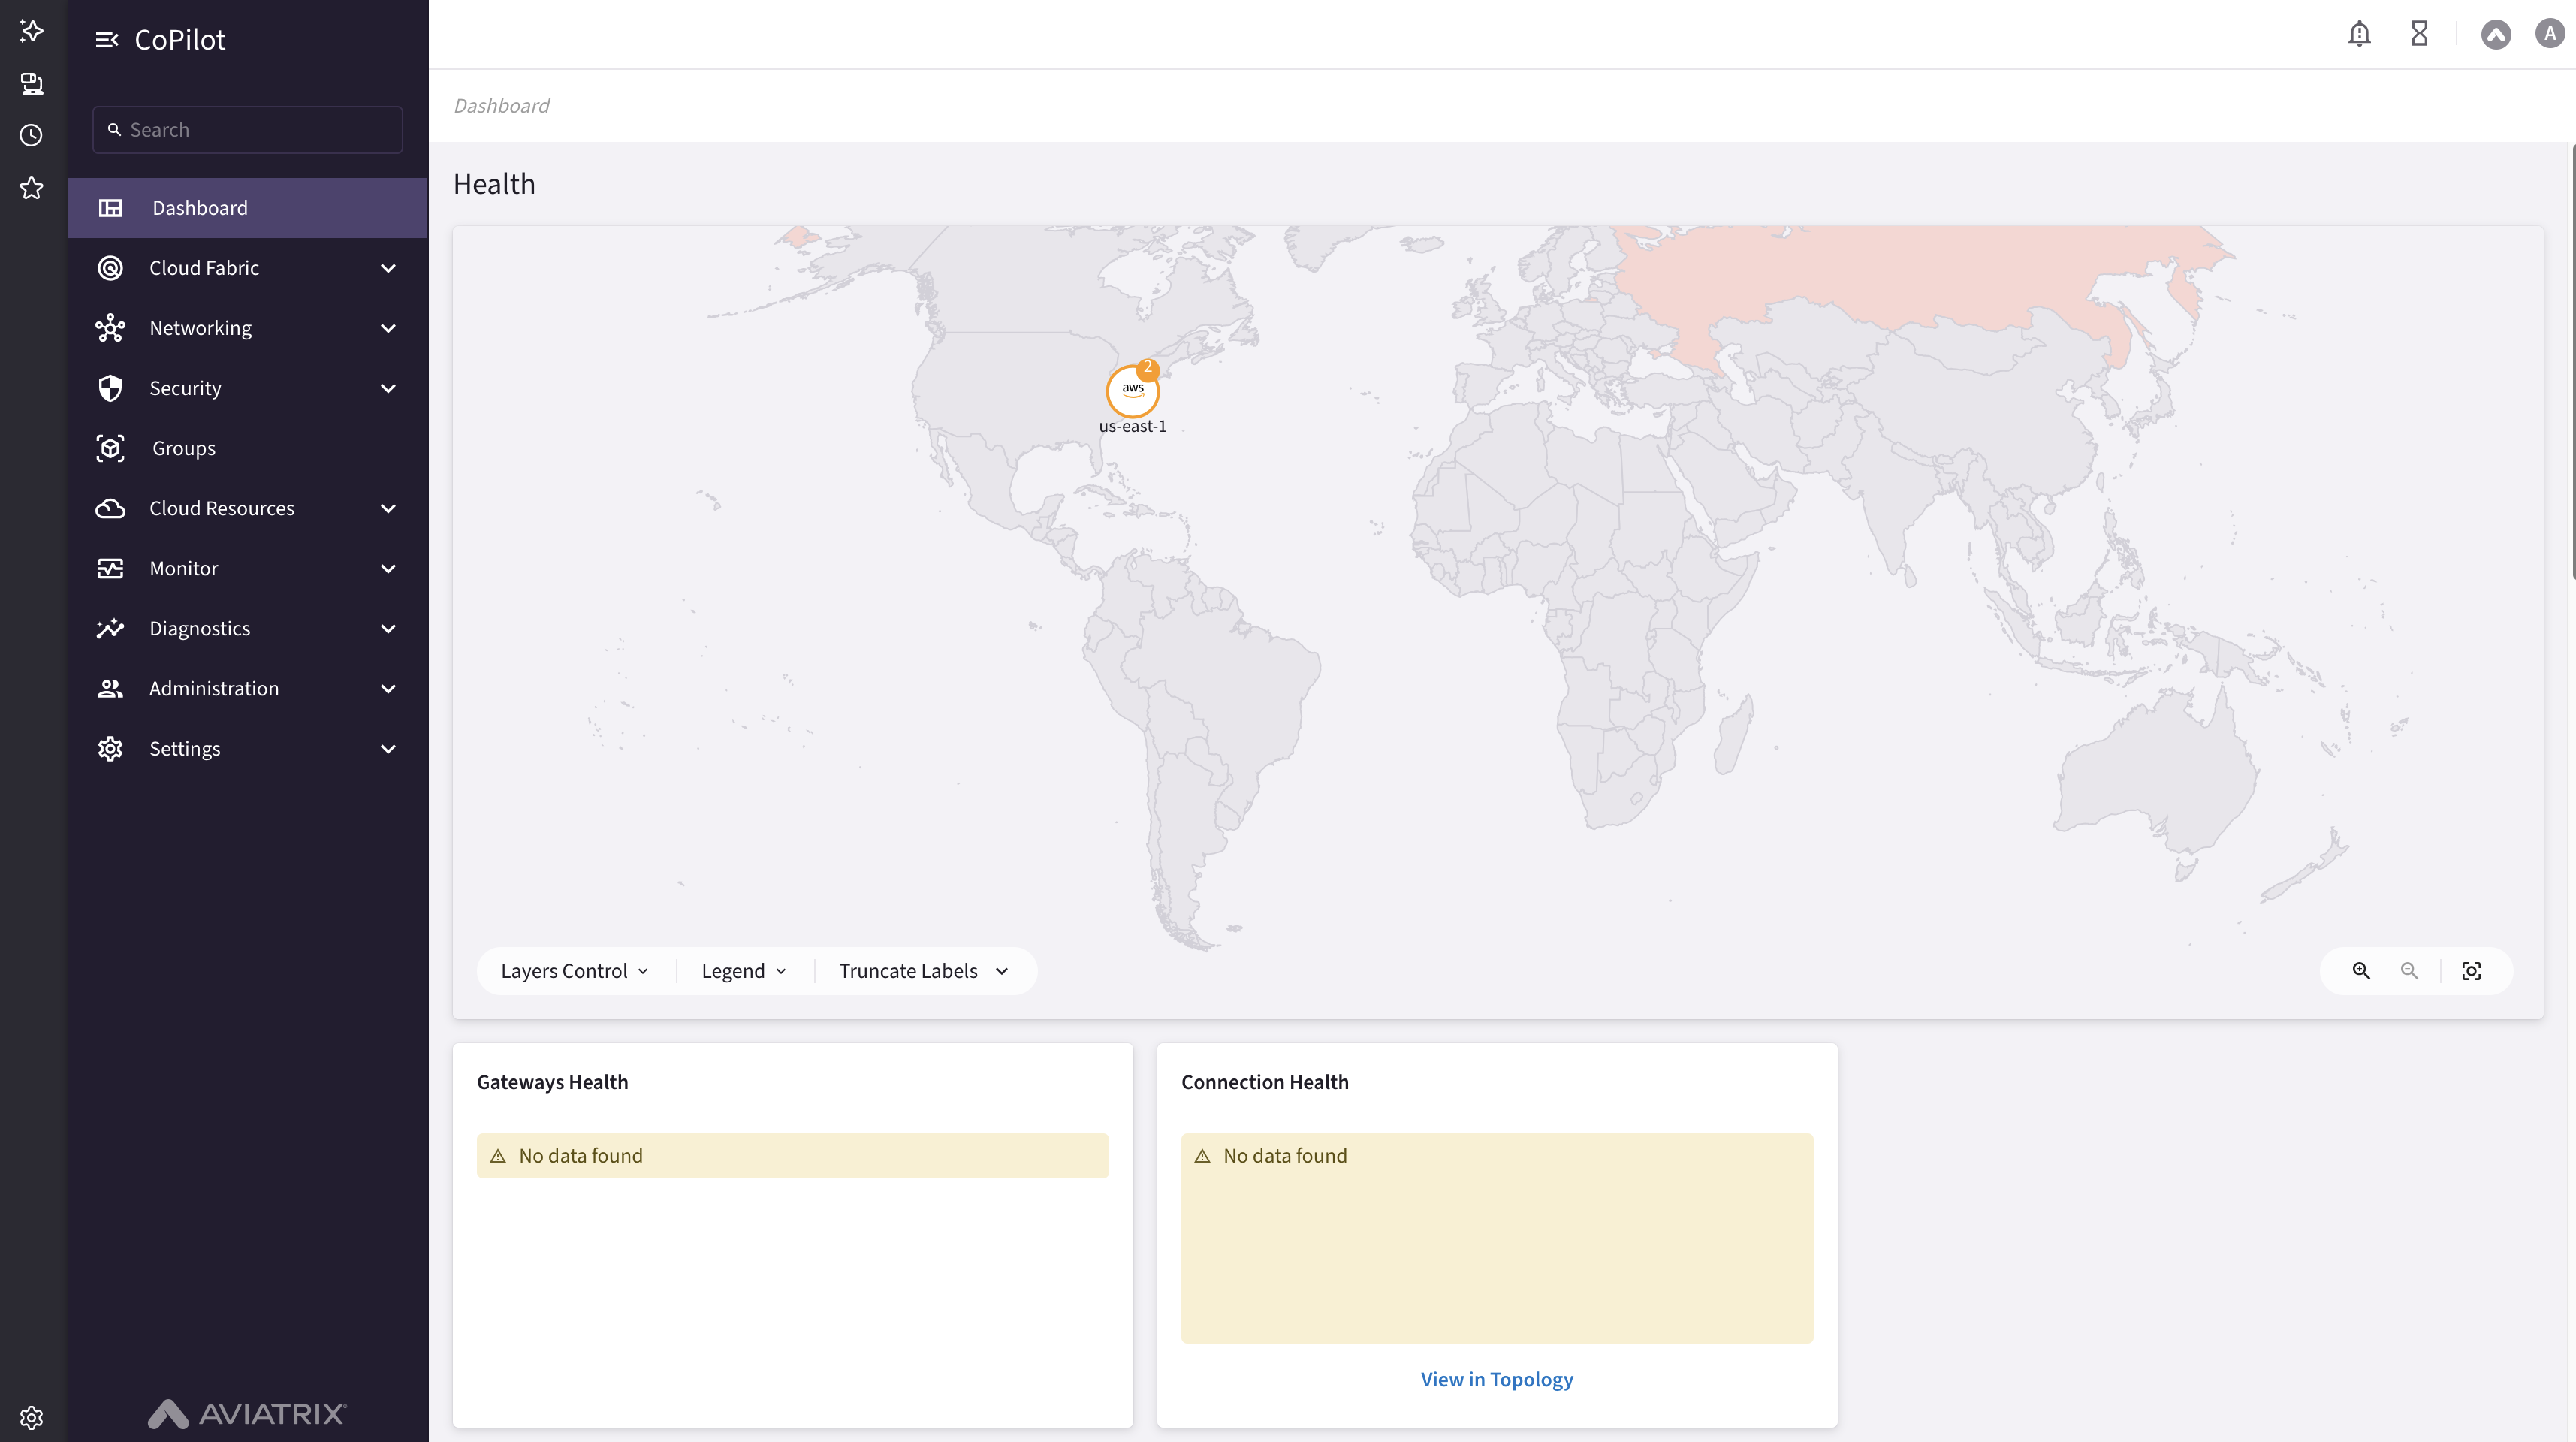 CoPilot
Search
Dashboard
Cloud Fabric
Networking
Security
Groups
Cloud Resources
Monitor
Diagnostics
Administration
Settings
AVIATRIX
A
Dashboard
Health
2
aws
us-east-1
Layers Control
Legend
Truncate Labels
Gateways Health
No data found
Connection Health
No data found
View in Topology